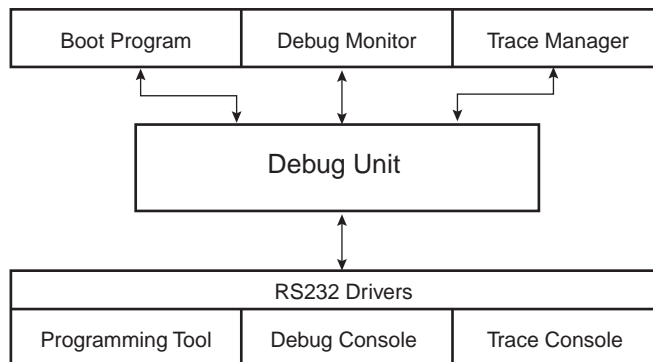 Boot Program Debug Monitor Trace Manager
Debug Unit
RS232 Drivers
Programming Tool Debug Console Trace Console